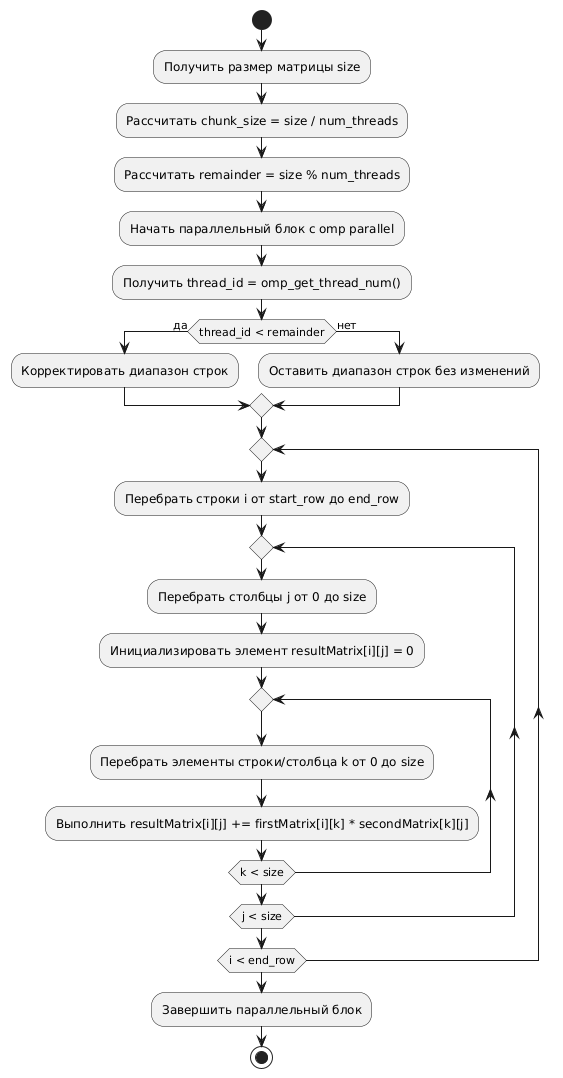 Получить размер матрицы size
Рассчитать chunk_size = size / num_threads
Рассчитать remainder = size % num_threads
Начать параллельный блок с omp parallel
Получить thread_id = omp_get_thread_num()
да
thread_id < remainder
нет
Корректировать диапазон строк
Оставить диапазон строк без изменений
Перебрать строки i от start_row до end_row
Перебрать столбцы j от 0 до size
Инициализировать элемент resultMatrix[i][j] = 0
Перебрать элементы строки/столбца k от 0 до size
Выполнить resultMatrix[i][j] += firstMatrix[i][k] * secondMatrix[k][j]
k < size
j < size
i < end_row
Завершить параллельный блок